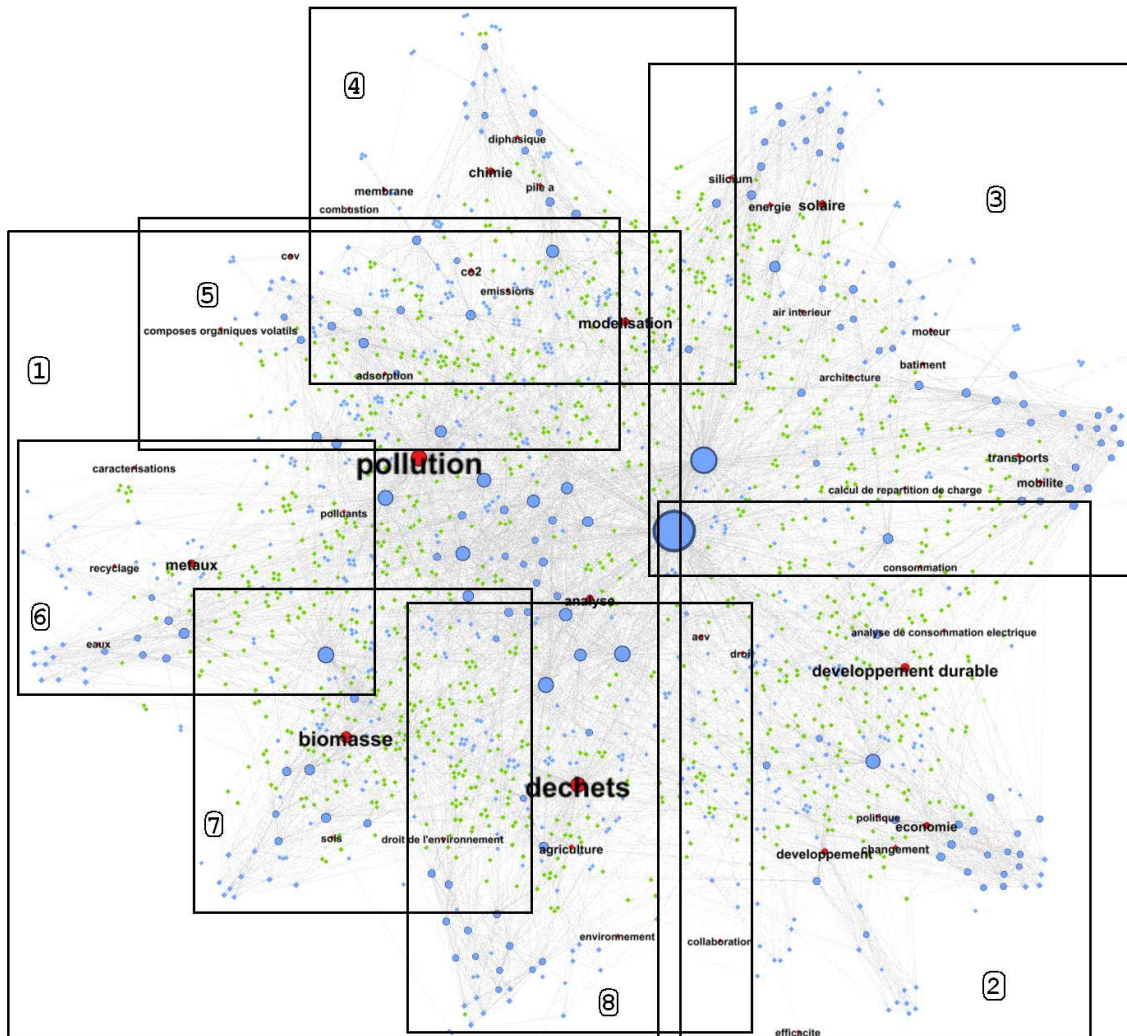 4
diphasique
chimie
pile a
membrane
combustion
silicium
energie
solaire
3
cov
co2
emissions
5
composes organiques volatils
modelisation
air interieur
moteur
1
adsorption
architecture
batiment
pollution
caracterisations
transports
mobilite
calcul de repartition de charge
polluants
metaux
recyclage
consommation
analyse
6
eaux
acv
droit
analyse de consommation electrique
developpement durable
biomasse
dechets
7
sols
droit de l'environnement
agriculture
politique
economie
developpement
changement
environnement
collaboration
8
2
efficacite